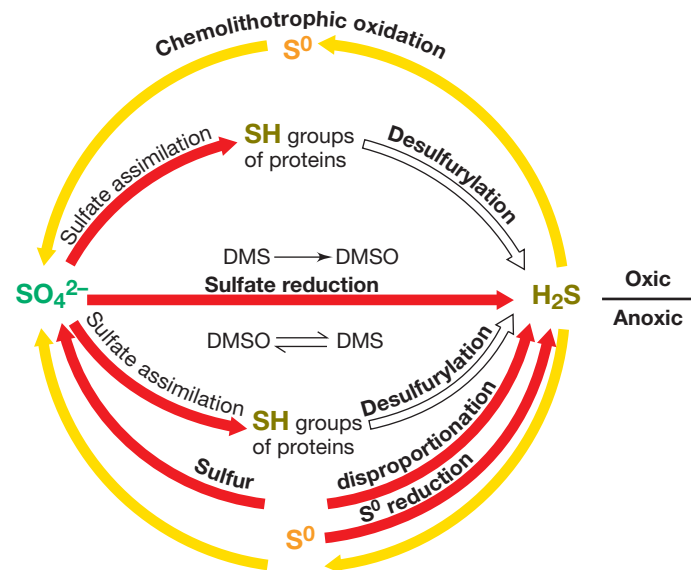 Chemolithotrophic oxidation
S⁰
Sulfate assimilation
SH groups
of proteins
Desulfurylation
DMS → DMSO
SO₄²⁻
Sulfate reduction
H₂S
Oxic
Anoxic
DMSO ⇌ DMS
Sulfate assimilation
SH groups
of proteins
Desulfurylation
Sulfur
disproportionation
S⁰ reduction
S⁰